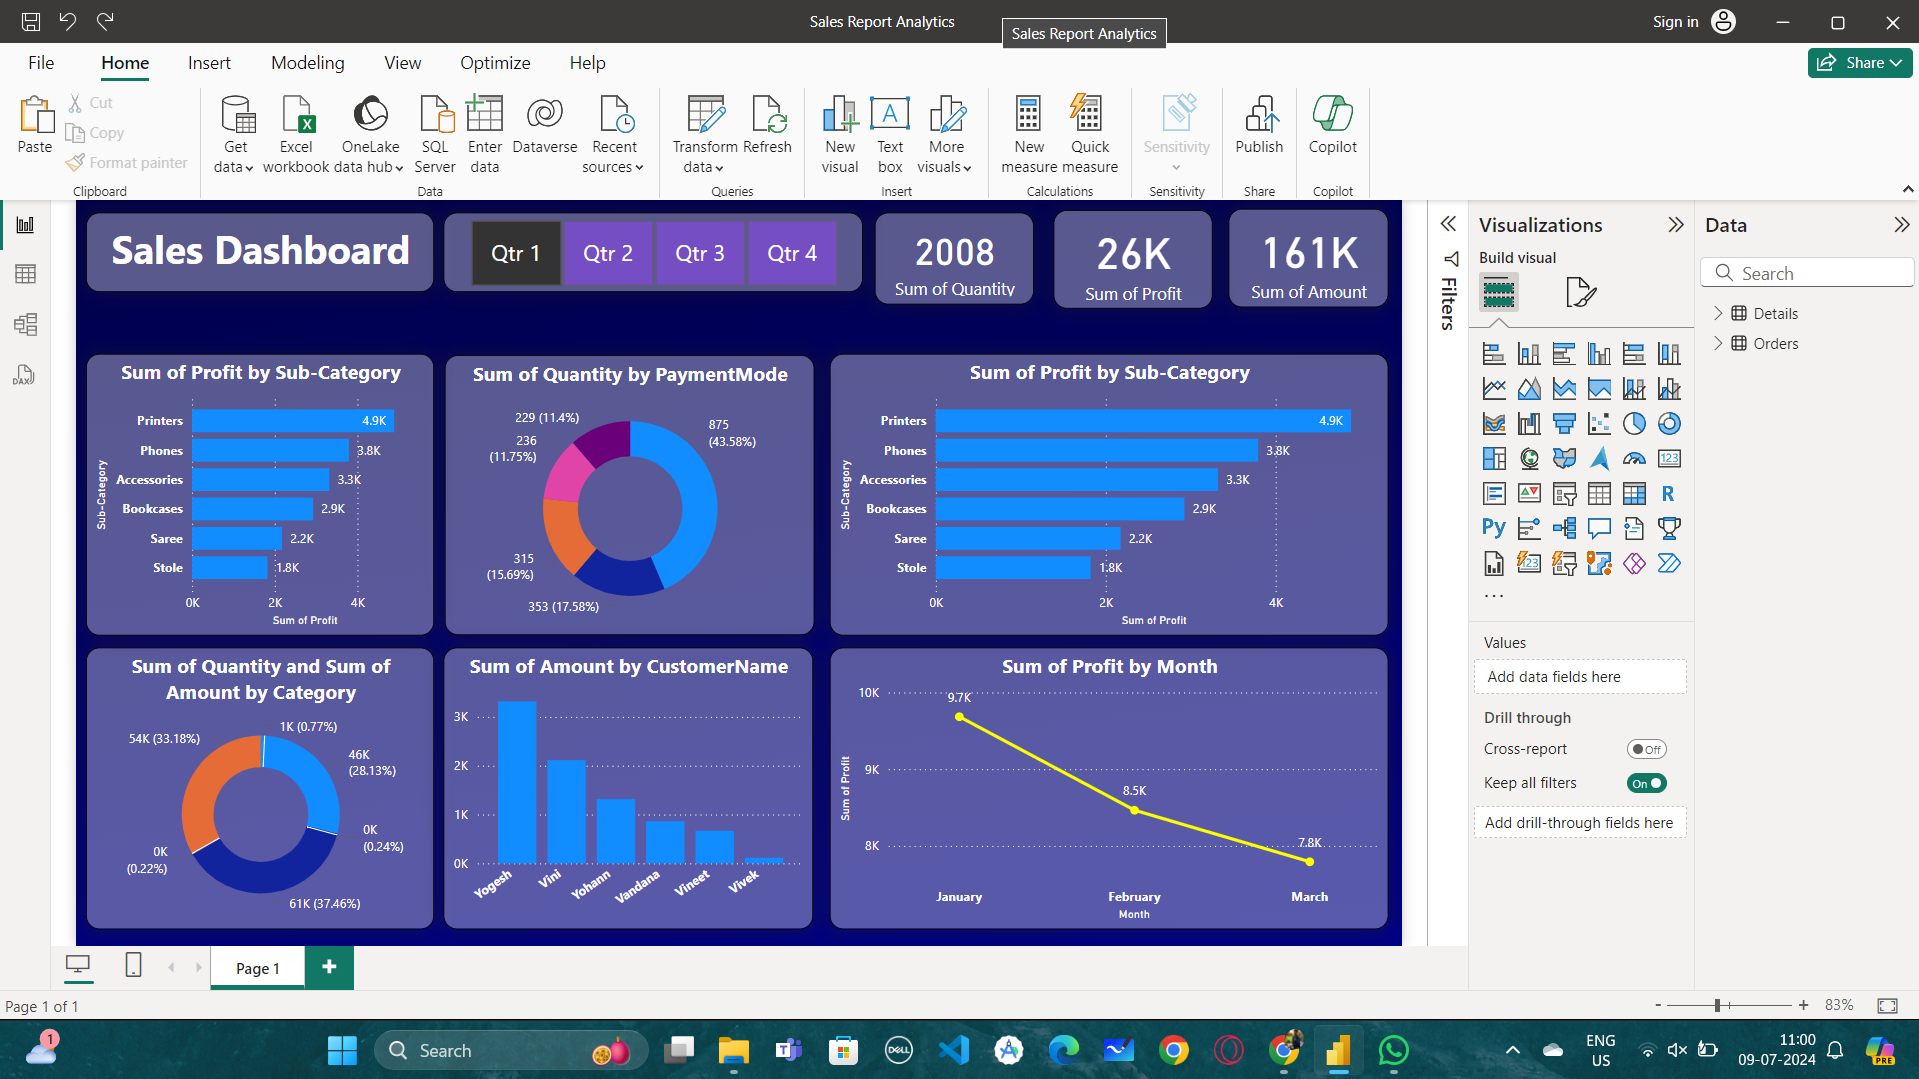 Sales Report Analytics
Sales Report Analytics
Sign in
File Home Insert Modeling View Optimize Help
Share
Paste
Cut
Copy
Format painter
Clipboard
Get data
Excel workbook
OneLake data hub
SQL Server
Enter data
Dataverse
Recent sources
Data
Transform data
Refresh
Queries
New visual
Text box
More visuals
Insert
New measure
Quick measure
Calculations
Sensitivity
Sensitivity
Publish
Share
Copilot
Copilot
Sales Dashboard
Qtr 1 Qtr 2 Qtr 3 Qtr 4
2008
Sum of Quantity
26K
Sum of Profit
161K
Sum of Amount
Sum of Profit by Sub-Category
Sub-Category
Printers 4.9K
Phones 3.8K
Accessories 3.3K
Bookcases 2.9K
Saree 2.2K
Stole 1.8K
0K 2K 4K
Sum of Profit
Sum of Quantity by PaymentMode
229 (11.4%)
875
(43.58%)
236
(11.75%)
315
(15.69%)
353 (17.58%)
Sum of Profit by Sub-Category
Sub-Category
Printers 4.9K
Phones 3.8K
Accessories 3.3K
Bookcases 2.9K
Saree 2.2K
Stole 1.8K
0K 2K 4K
Sum of Profit
Sum of Quantity and Sum of
Amount by Category
1K (0.77%)
54K (33.18%)
46K
(28.13%)
0K
(0.24%)
0K
(0.22%)
61K (37.46%)
Sum of Amount by CustomerName
3K
2K
1K
0K
Yogesh Vini Yohann Vandana Vineet Vivek
Sum of Profit by Month
Sum of Profit
10K
9K
8K
9.7K
8.5K
7.8K
January February March
Month
Filters
Visualizations
Build visual
123
R
Py
123
...
Values
Add data fields here
Drill through
Cross-report Off
Keep all filters On
Add drill-through fields here
Data
Search
Details
Orders
DAX
Page 1
+
Page 1 of 1
- + 83%
1
Search
DELL
ENG
US
11:00
09-07-2024
PRE